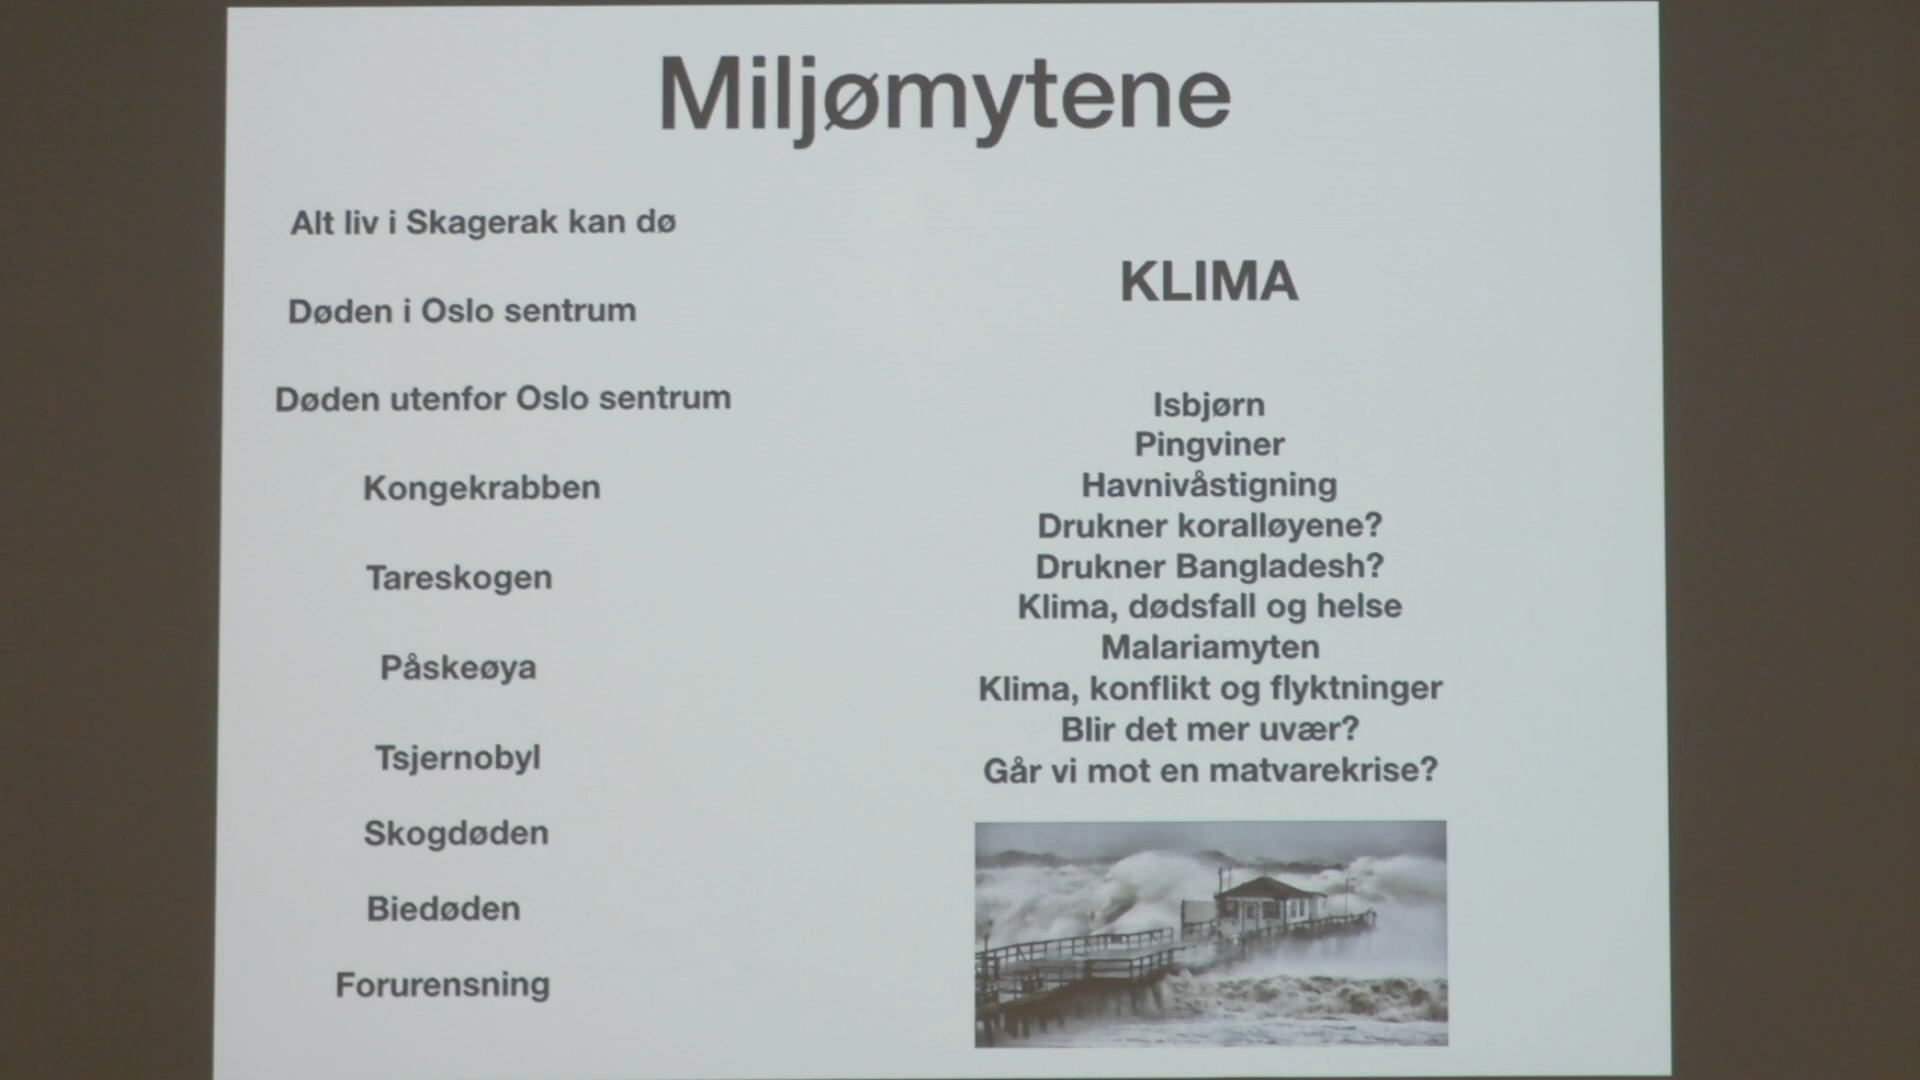 Miljømytene
Alt liv i Skagerak kan dø
Døden i Oslo sentrum
Døden utenfor Oslo sentrum
Kongekrabben
Tareskogen
Påskeøya
Tsjernobyl
Skogdøden
Biedøden
Forurensning
KLIMA
Isbjørn
Pingviner
Havnivåstigning
Drukner koralløyene?
Drukner Bangladesh?
Klima, dødsfall og helse
Malariamyten
Klima, konflikt og flyktninger
Blir det mer uvær?
Går vi mot en matvarekrise?